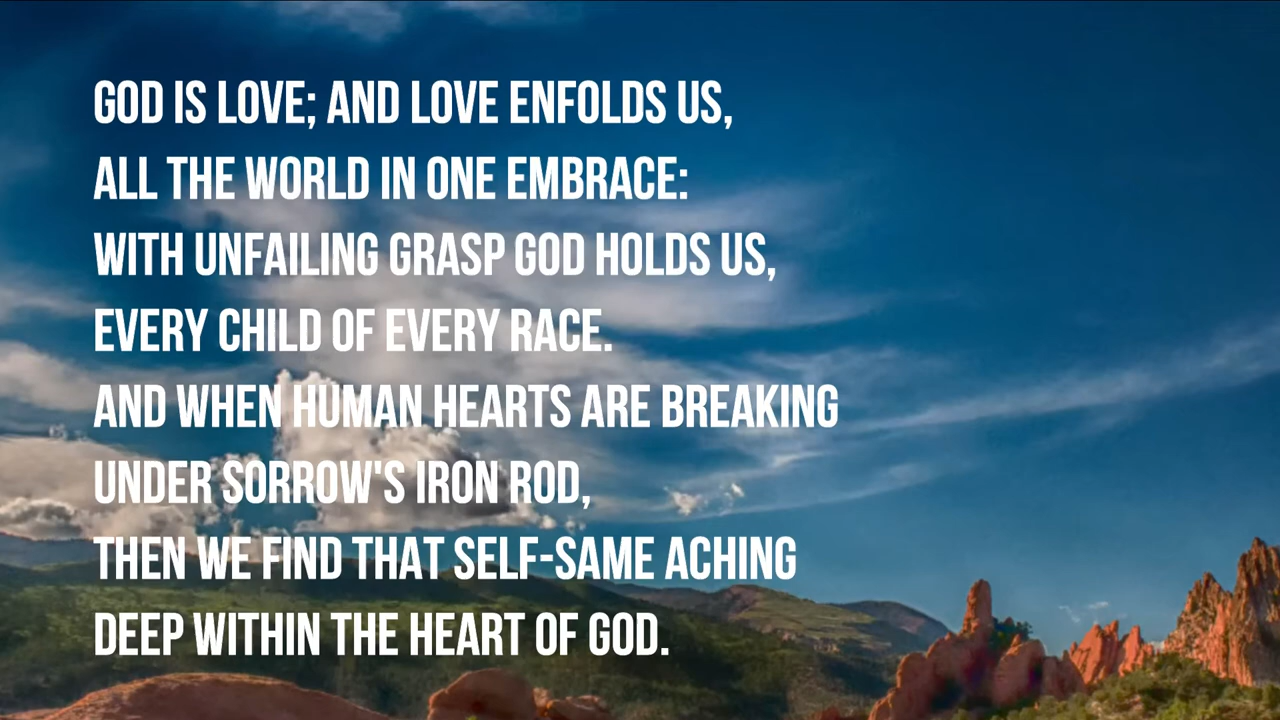 GOD IS LOVE; AND LOVE ENFOLDS US,
ALL THE WORLD IN ONE EMBRACE:
WITH UNFAILING GRASP GOD HOLDS US,
EVERY CHILD OF EVERY RACE.
AND WHEN HUMAN HEARTS ARE BREAKING
UNDER SORROW'S IRON ROD,
THEN WE FIND THAT SELF-SAME ACHING
DEEP WITHIN THE HEART OF GOD.